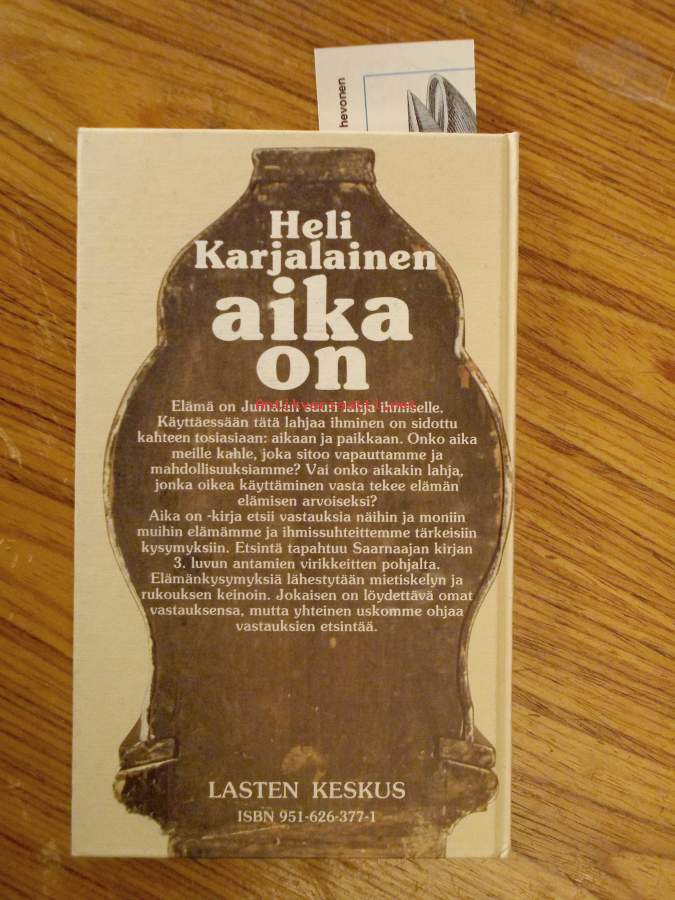 hevonen
Heli
Karjalainen
aika
on
Elämä on Jumalan suuri lahja ihmiselle.
Käyttäessään tätä lahjaa ihminen on sidottu
kahteen tosiasiaan: aikaan ja paikkaan. Onko aika
meille kahle, joka sitoo vapauttamme ja
mahdollisuuksiamme? Vai onko aikakin lahja,
jonka oikea käyttäminen vasta tekee elämän
elämisen arvoiseksi?
Aika on -kirja etsii vastauksia näihin ja moniin
muihin elämämme ja ihmissuhteittemme tärkeisiin
kysymyksiin. Etsintä tapahtuu Saarnaajan kirjan
3. luvun antamien virikkeitten pohjalta.
Elämänkysymyksiä lähestytään mietiskelyn ja
rukouksen keinoin. Jokaisen on löydettävä omat
vastauksensa, mutta yhteinen uskomme ohjaa
vastauksien etsintää.
LASTEN KESKUS
ISBN 951-626-377-1